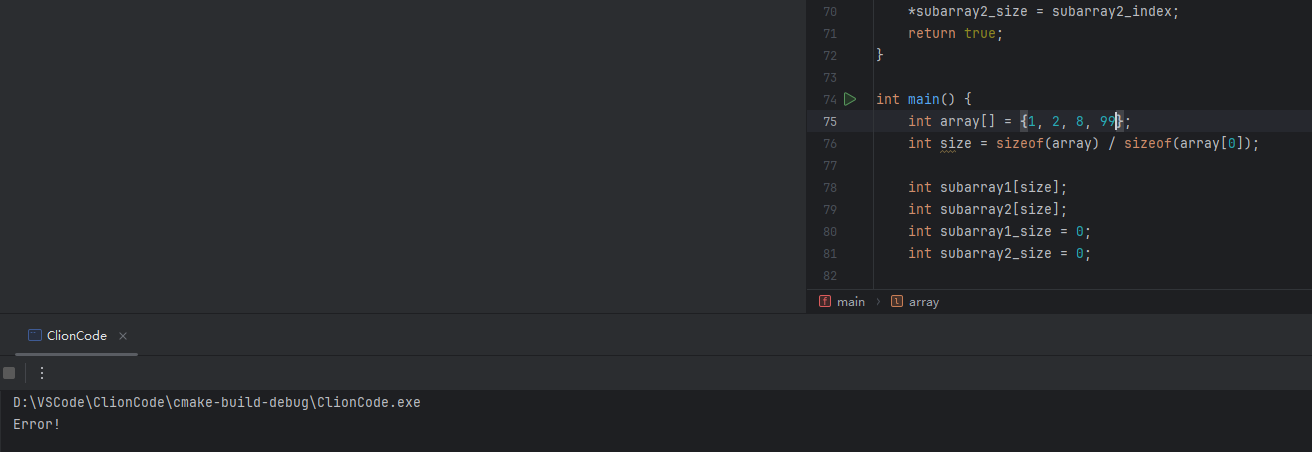 70 *subarray2_size = subarray2_index;
71 return true;
72 }
73
74 int main() {
75 int array[] = {1, 2, 8, 99};
76 int size = sizeof(array) / sizeof(array[0]);
77
78 int subarray1[size];
79 int subarray2[size];
80 int subarray1_size = 0;
81 int subarray2_size = 0;
82
f main › l array
ClionCode ×
D:\VSCode\ClionCode\cmake-build-debug\ClionCode.exe
Error!